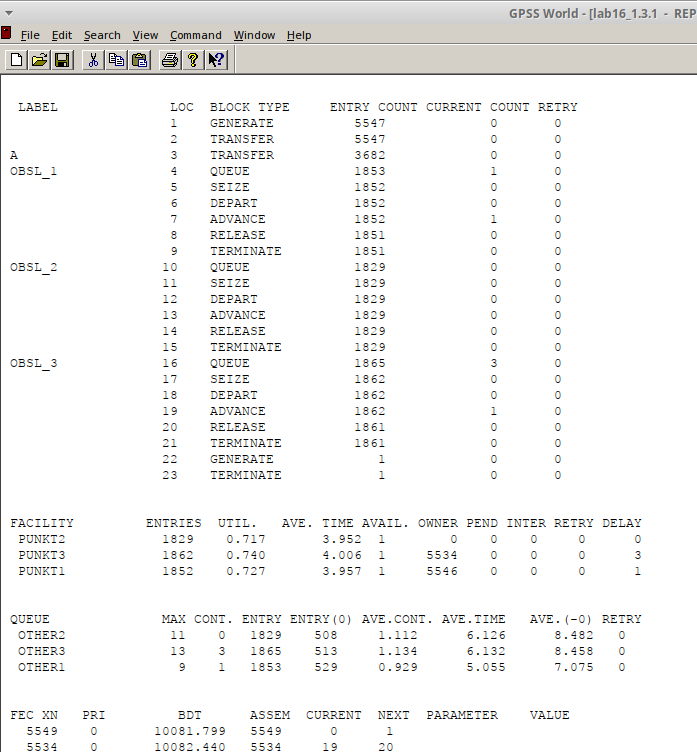 GPSS World - [lab16_1.3.1 - REP
File Edit Search View Command Window Help
LABEL LOC BLOCK TYPE ENTRY COUNT CURRENT COUNT RETRY
1 GENERATE 5547 0 0
2 TRANSFER 5547 0 0
A 3 TRANSFER 3682 0 0
OBSL_1 4 QUEUE 1853 1 0
5 SEIZE 1852 0 0
6 DEPART 1852 0 0
7 ADVANCE 1852 1 0
8 RELEASE 1851 0 0
9 TERMINATE 1851 0 0
OBSL_2 10 QUEUE 1829 0 0
11 SEIZE 1829 0 0
12 DEPART 1829 0 0
13 ADVANCE 1829 0 0
14 RELEASE 1829 0 0
15 TERMINATE 1829 0 0
OBSL_3 16 QUEUE 1865 3 0
17 SEIZE 1862 0 0
18 DEPART 1862 0 0
19 ADVANCE 1862 1 0
20 RELEASE 1861 0 0
21 TERMINATE 1861 0 0
22 GENERATE 1 0 0
23 TERMINATE 1 0 0
FACILITY ENTRIES UTIL. AVE. TIME AVAIL. OWNER PEND INTER RETRY DELAY
PUNKT2 1829 0.717 3.952 1 0 0 0 0 0
PUNKT3 1862 0.740 4.006 1 5534 0 0 0 3
PUNKT1 1852 0.727 3.957 1 5546 0 0 0 1
QUEUE MAX CONT. ENTRY ENTRY(0) AVE.CONT. AVE.TIME AVE.(-0) RETRY
OTHER2 11 0 1829 508 1.112 6.126 8.482 0
OTHER3 13 3 1865 513 1.134 6.132 8.458 0
OTHER1 9 1 1853 529 0.929 5.055 7.075 0
FEC XN PRI BDT ASSEM CURRENT NEXT PARAMETER VALUE
5549 0 10081.799 5549 0 1
5534 0 10082.440 5534 19 20